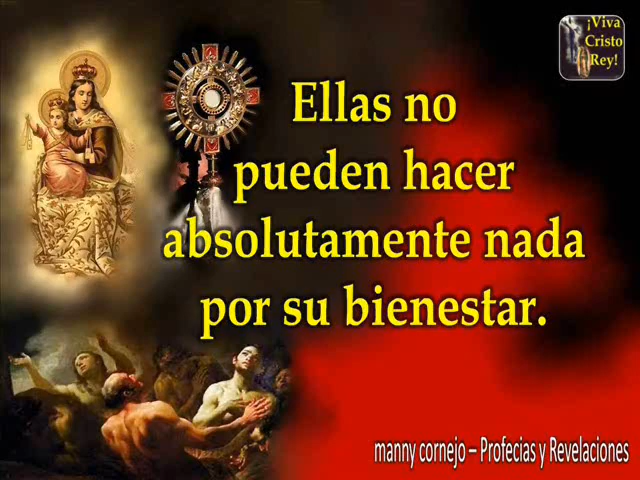 ¡Viva
Cristo
Rey!
Ellas no
pueden hacer
absolutamente nada
por su bienestar.
manny cornejo – Profecias y Revelaciones